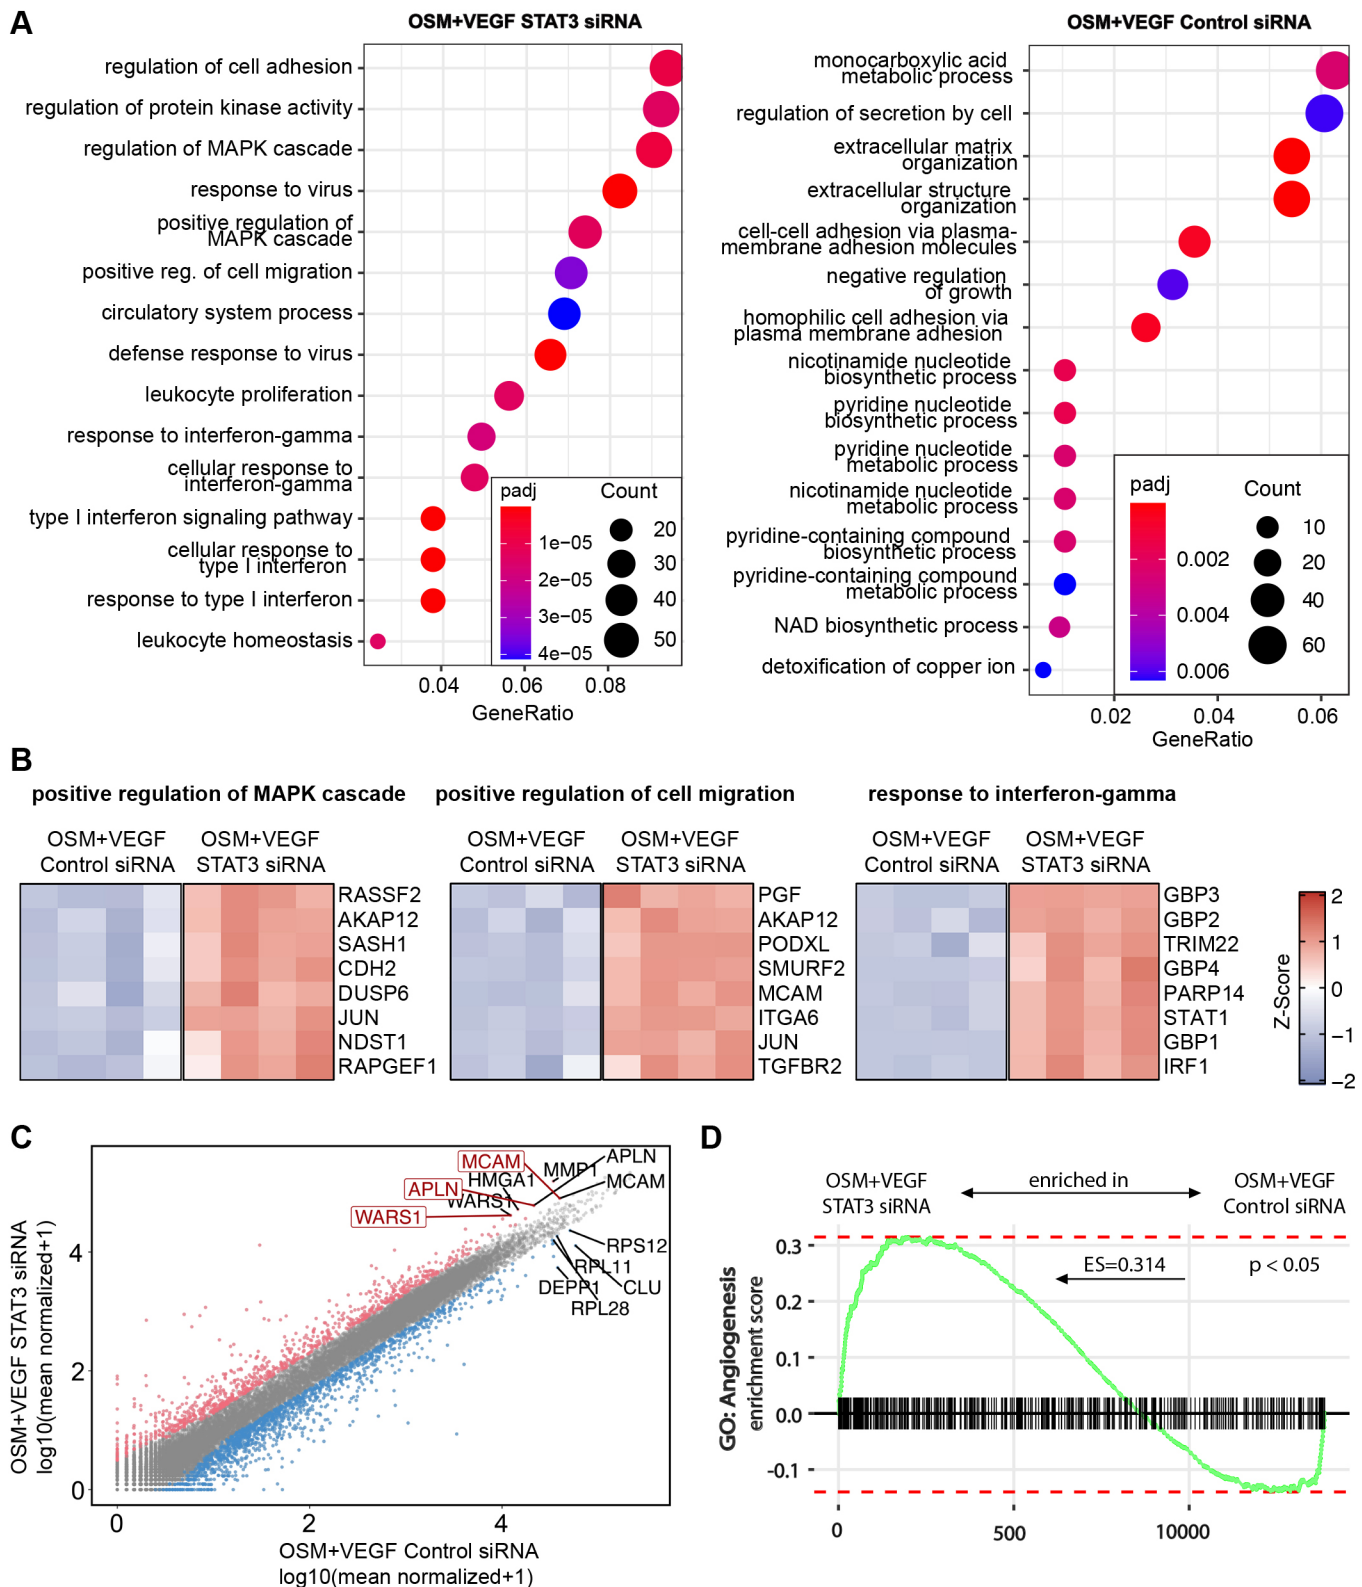 A
OSM+VEGF STAT3 siRNA
regulation of cell adhesion
regulation of protein kinase activity
regulation of MAPK cascade
response to virus
positive regulation of
MAPK cascade
positive reg. of cell migration
circulatory system process
defense response to virus
leukocyte proliferation
response to interferon-gamma
cellular response to
interferon-gamma
type I interferon signaling pathway
cellular response to
type I interferon
response to type I interferon
leukocyte homeostasis
padj
1e-05
2e-05
3e-05
4e-05
Count
20
30
40
50
0.04
0.06
0.08
GeneRatio
OSM+VEGF Control siRNA
monocarboxylic acid
metabolic process
regulation of secretion by cell
extracellular matrix
organization
extracellular structure
organization
cell-cell adhesion via plasma-
membrane adhesion molecules
negative regulation
of growth
homophilic cell adhesion via
plasma membrane adhesion
nicotinamide nucleotide
biosynthetic process
pyridine nucleotide
biosynthetic process
pyridine nucleotide
metabolic process
nicotinamide nucleotide
metabolic process
pyridine-containing compound
biosynthetic process
pyridine-containing compound
metabolic process
NAD biosynthetic process
detoxification of copper ion
padj
0.002
0.004
0.006
Count
10
20
40
60
0.02
0.04
0.06
GeneRatio
B
positive regulation of MAPK cascade
OSM+VEGF
Control siRNA
OSM+VEGF
STAT3 siRNA
RASSF2
AKAP12
SASH1
CDH2
DUSP6
JUN
NDST1
RAPGEF1
positive regulation of cell migration
OSM+VEGF
Control siRNA
OSM+VEGF
STAT3 siRNA
PGF
AKAP12
PODXL
SMURF2
MCAM
ITGA6
JUN
TGFBR2
response to interferon-gamma
OSM+VEGF
Control siRNA
OSM+VEGF
STAT3 siRNA
GBP3
GBP2
TRIM22
GBP4
PARP14
STAT1
GBP1
IRF1
Z-Score
2
1
0
−1
−2
C
OSM+VEGF STAT3 siRNA
log10(mean normalized+1)
4
2
0
MCAM
APLN
WARS1
HMGA1
WARS1
MMP1
APLN
MCAM
RPS12
RPL11
CLU
DEPP1
RPL28
0
2
4
OSM+VEGF Control siRNA
log10(mean normalized+1)
D
OSM+VEGF
STAT3 siRNA
enriched in
OSM+VEGF
Control siRNA
ES=0.314
p < 0.05
GO: Angiogenesis
enrichment score
0.3
0.2
0.1
0.0
-0.1
0
500
10000